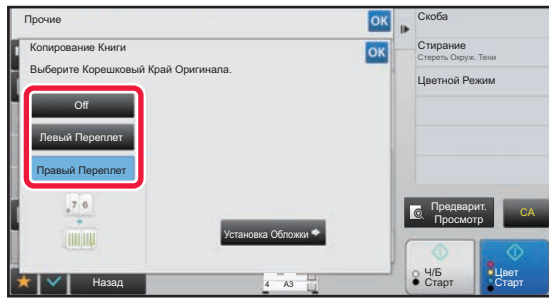 Прочие
OK
Скоба
Копирование Книги
OK
Стирание
Стереть Окруж. Тени
Выберите Корешковый Край Оригинала.
Цветной Режим
Off
Левый Переплет
Правый Переплет
7 6
Предварит.
Просмотр
CA
Установка Обложки
Ч/Б
Старт
Цвет
Старт
Назад
4 A3